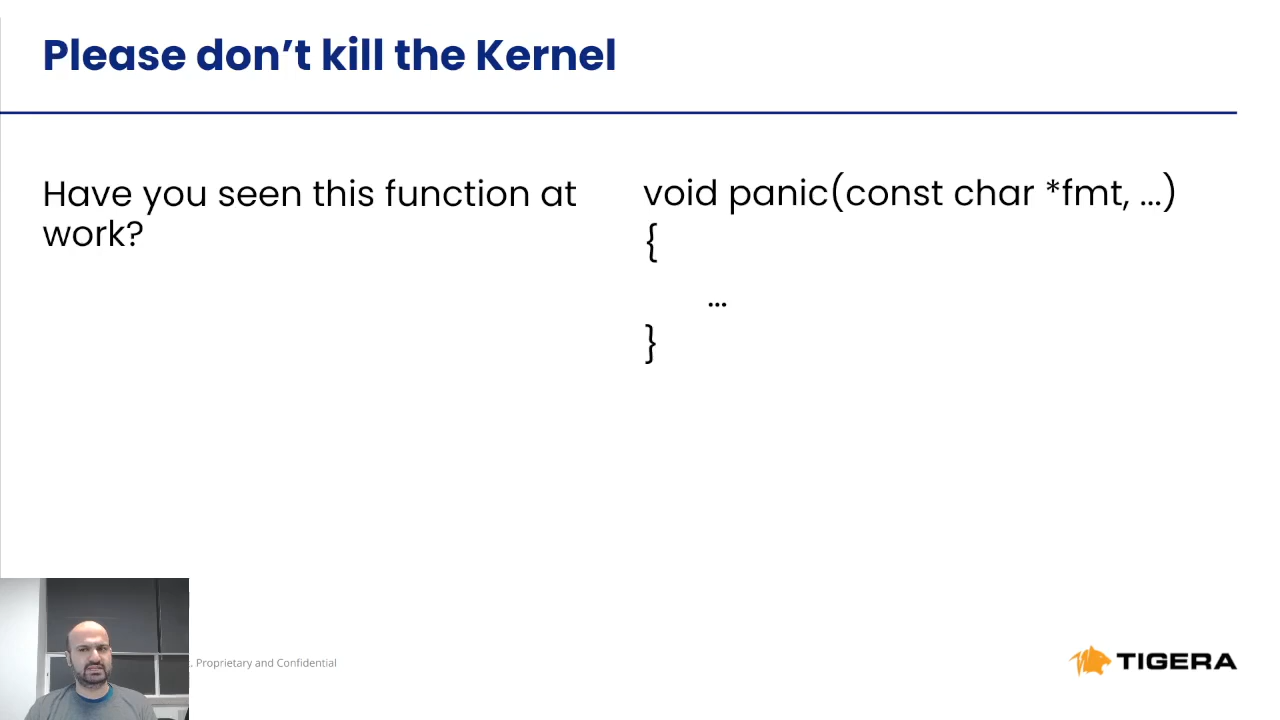 Please don’t kill the Kernel
Have you seen this function at
work?
void panic(const char *fmt, ...)
{
...
}
. Proprietary and Confidential
TIGERA